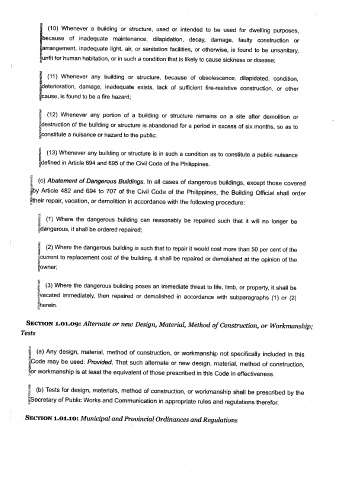 (10) Whenever a building or structure, used or intended to be used for dwelling purposes,
because of inadequate maintenance, dilapidation, decay, damage, faulty construction or
arrangement, inadequate light, air, or sanitation facilities, or otherwise, is found to be unsanitary,
unfit for human habitation, or in such a condition that is likely to cause sickness or disease;
(11) Whenever any building or structure, because of obsolescence, dilapidated, condition,
deterioration, damage, inadequate exists, lack of sufficient fire-resistive construction, or other
cause, is found to be a fire hazard;
(12) Whenever any portion of a building or structure remains on a site after demolition or
destruction of the building or structure is abandoned for a period in excess of six months, so as to
constitute a nuisance or hazard to the public;
(13) Whenever any building or structure is in such a condition as to constitute a public nuisance
defined in Article 694 and 695 of the Civil Code of the Philippines.
(c) Abatement of Dangerous Buildings. In all cases of dangerous buildings, except those covered
by Article 482 and 694 to 707 of the Civil Code of the Philippines, the Building Official shall order
their repair, vacation, or demolition in accordance with the following procedure:
(1) Where the dangerous building can reasonably be repaired such that it will no longer be
dangerous, it shall be ordered repaired;
(2) Where the dangerous building is such that to repair it would cost more than 50 per cent of the
current to replacement cost of the building, it shall be repaired or demolished at the opinion of the
owner;
(3) Where the dangerous building poses an immediate threat to life, limb, or property, it shall be
vacated immediately, then repaired or demolished in accordance with subparagraphs (1) or (2)
herein.
SECTION 1.01.09: Alternate or new Design, Material, Method of Construction, or Workmanship;
Tests
(a) Any design, material, method of construction, or workmanship not specifically included in this
Code may be used: Provided. That such alternate or new design, material, method of construction,
or workmanship is at least the equivalent of those prescribed in this Code in effectiveness.
(b) Tests for design, materials, method of construction, or workmanship shall be prescribed by the
Secretary of Public Works and Communication in appropriate rules and regulations therefor.
SECTION 1.01.10: Municipal and Provincial Ordinances and Regulations